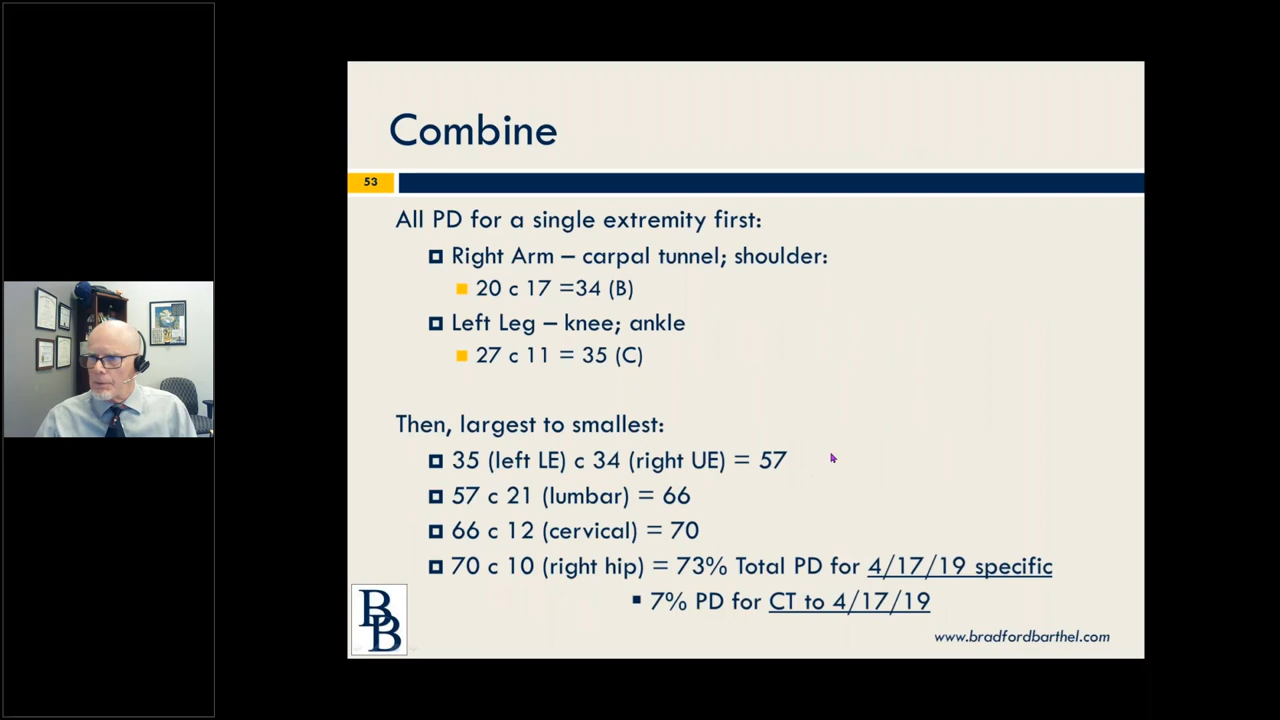 Combine
53
All PD for a single extremity first:
Right Arm – carpal tunnel; shoulder:
20 c 17 =34 (B)
Left Leg – knee; ankle
27 c 11 = 35 (C)
Then, largest to smallest:
35 (left LE) c 34 (right UE) = 57
57 c 21 (lumbar) = 66
66 c 12 (cervical) = 70
70 c 10 (right hip) = 73% Total PD for 4/17/19 specific
7% PD for CT to 4/17/19
BB
www.bradfordbarthel.com